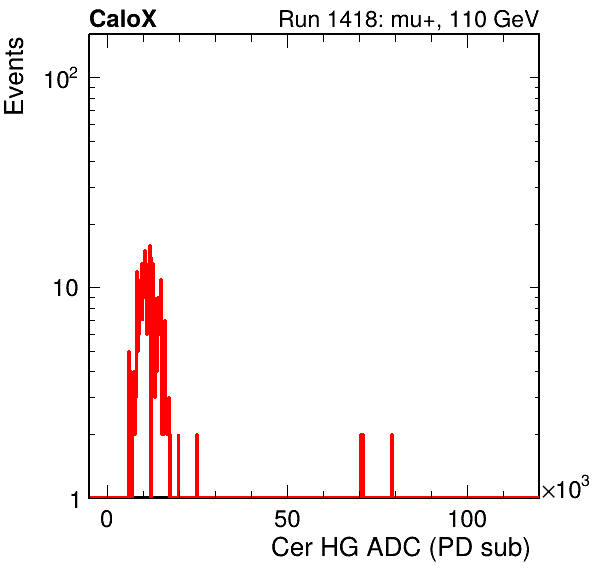 CaloX Run 1418: mu+, 110 GeV
Events
10²
10
1
0 50 100 ×10³
Cer HG ADC (PD sub)